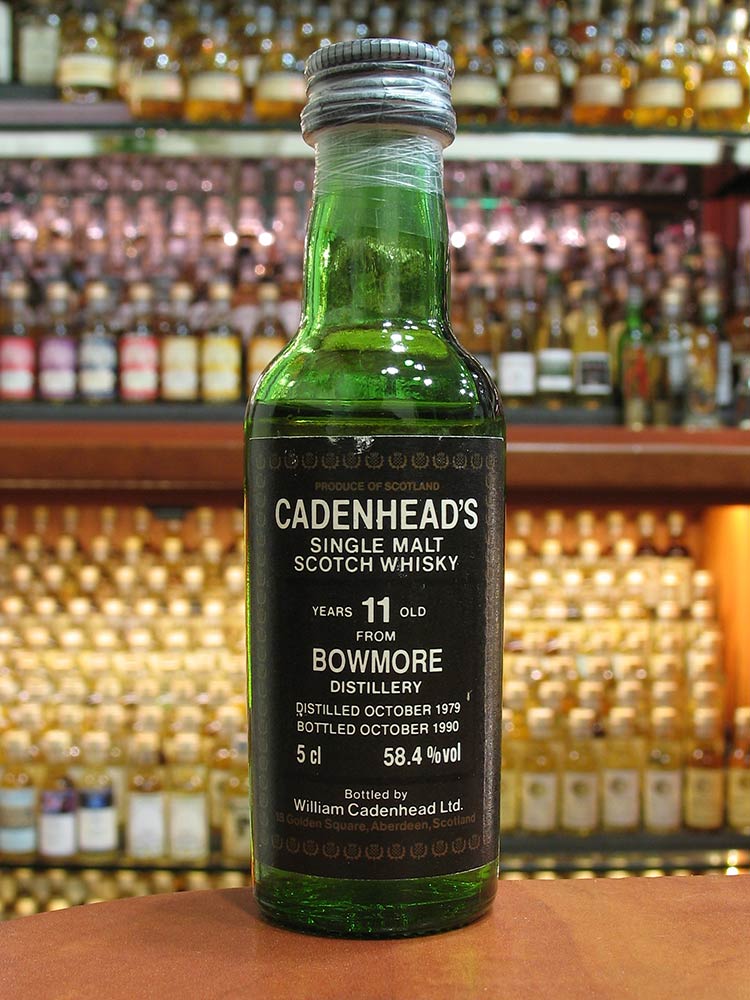 PRODUCE OF SCOTLAND
CADENHEAD'S
SINGLE MALT
SCOTCH WHISKY
YEARS 11 OLD
FROM
BOWMORE
DISTILLERY
DISTILLED OCTOBER 1979
BOTTLED OCTOBER 1990
5 cl 58.4 %vol
Bottled by
William Cadenhead Ltd.
Golden Square, Aberdeen, Scotland